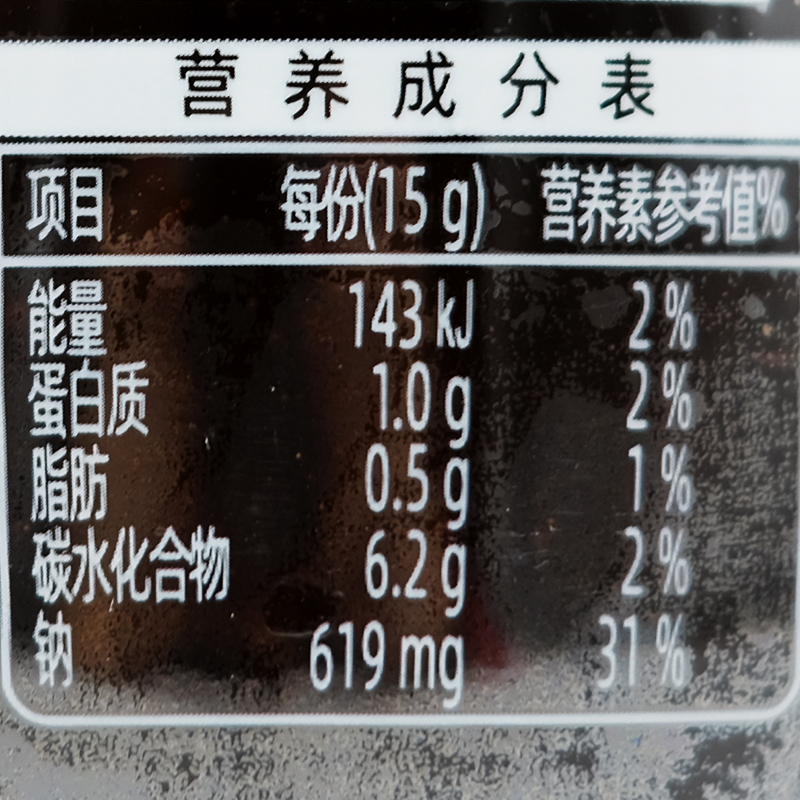 营养成分表
项目 每份(15 g) 营养素参考值%
能量 143 kJ 2 %
蛋白质 1.0 g 2 %
脂肪 0.5 g 1 %
碳水化合物 6.2 g 2 %
钠 619 mg 31 %